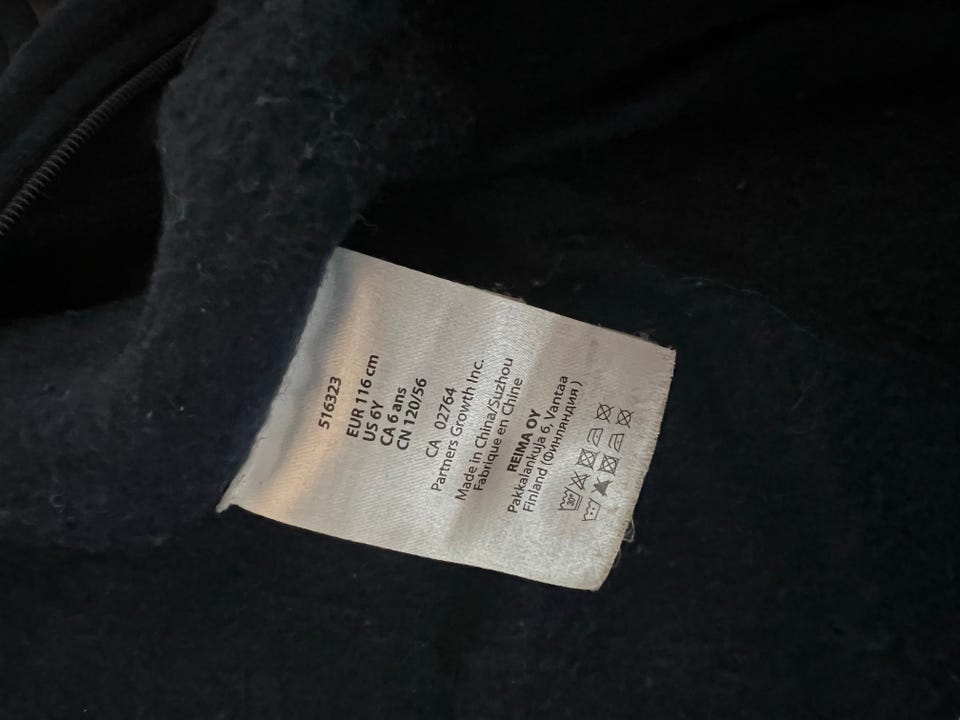 516323
EUR 116 cm
US 6Y
CA 6 ans
CN 120/56
CA 02764
Partners Growth Inc.
Made in China/Suzhou
Fabrique en Chine
REIMA OY
Pakkalankuja 6, Vantaa
Finland (Финляндия)